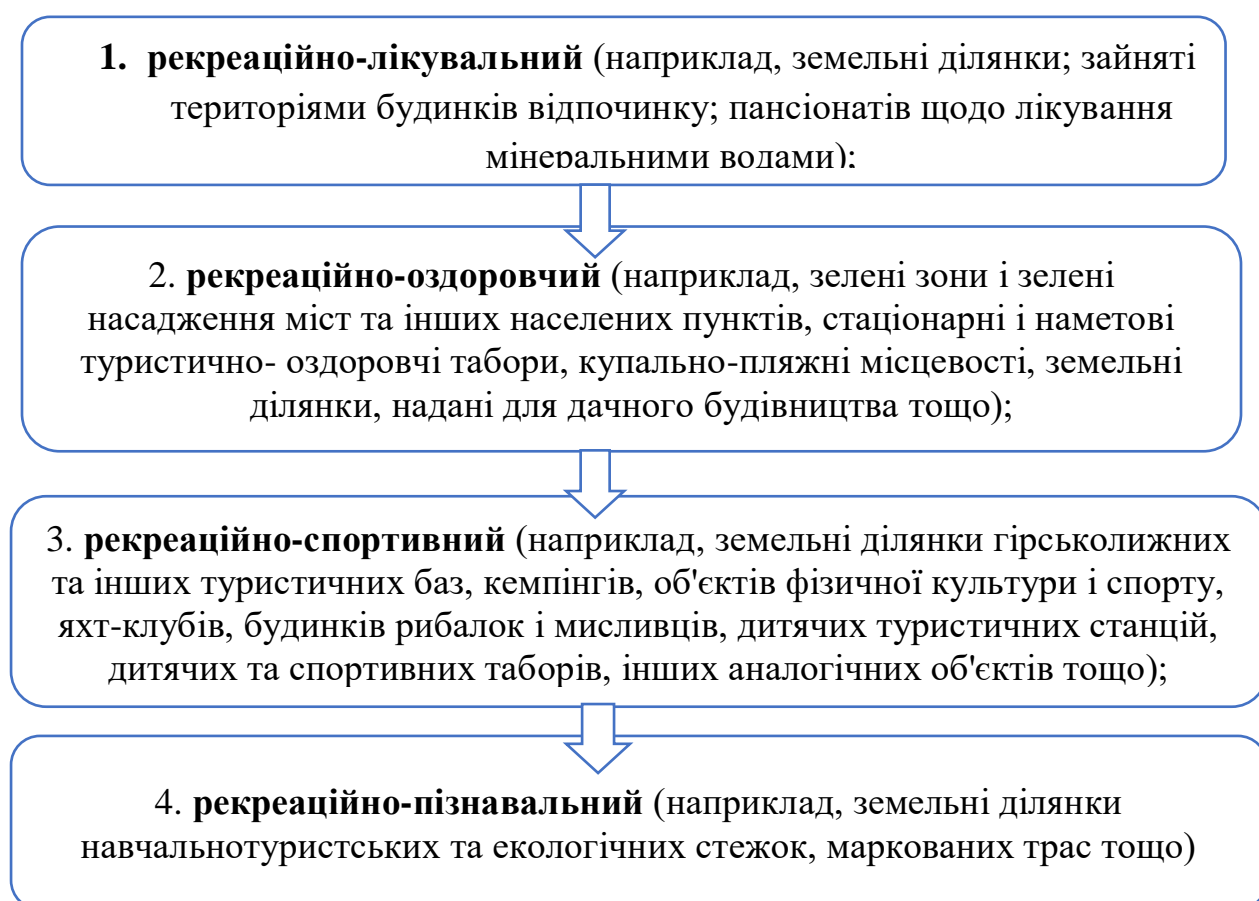 1. рекреаційно-лікувальний (наприклад, земельні ділянки; зайняті
територіями будинків відпочинку; пансіонатів щодо лікування
мінеральними водами);
2. рекреаційно-оздоровчий (наприклад, зелені зони і зелені
насадження міст та інших населених пунктів, стаціонарні і наметові
туристично- оздоровчі табори, купально-пляжні місцевості, земельні
ділянки, надані для дачного будівництва тощо);
3. рекреаційно-спортивний (наприклад, земельні ділянки гірськолижних
та інших туристичних баз, кемпінгів, об'єктів фізичної культури і спорту,
яхт-клубів, будинків рибалок і мисливців, дитячих туристичних станцій,
дитячих та спортивних таборів, інших аналогічних об'єктів тощо);
4. рекреаційно-пізнавальний (наприклад, земельні ділянки
навчальнотуристських та екологічних стежок, маркованих трас тощо)